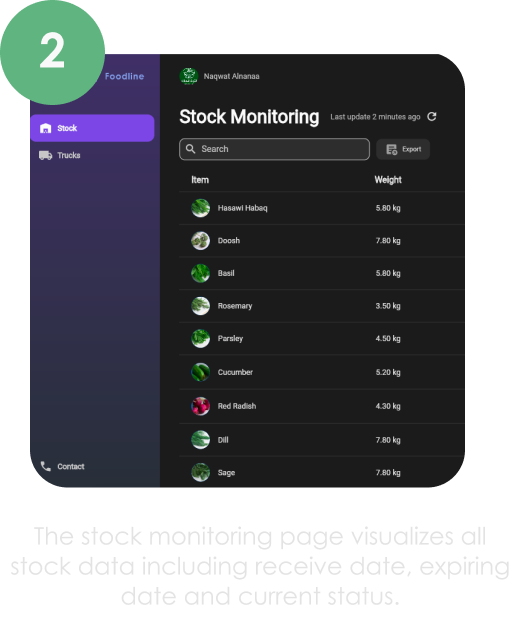 2
Foodline
Naqwat Alnanaa
Stock Monitoring Last update 2 minutes ago
Stock
Search Export
Trucks
Item Weight
Hasawi Habaq 5.80 kg
Doosh 7.80 kg
Basil 5.80 kg
Rosemary 3.50 kg
Parsley 4.50 kg
Cucumber 5.20 kg
Red Radish 4.30 kg
Dill 7.80 kg
Contact
Sage 7.80 kg
The stock monitoring page visualizes all
stock data including receive date, expiring
date and current status.